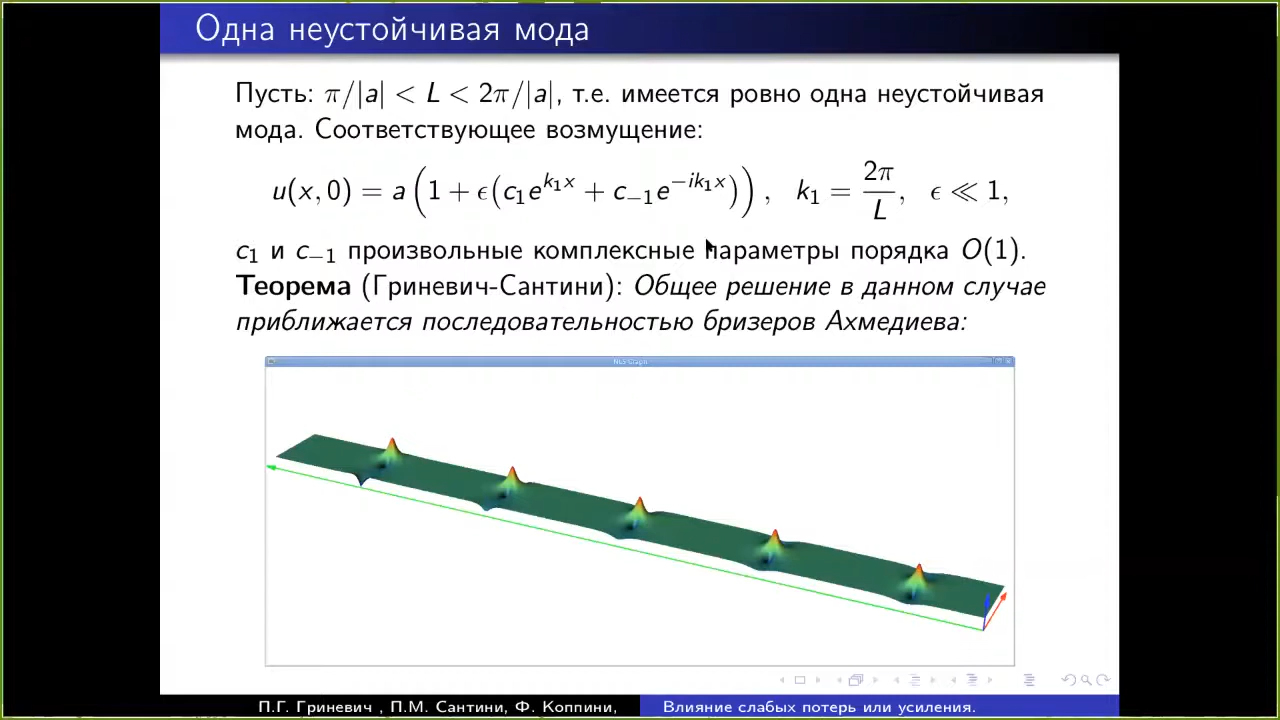 Одна неустойчивая мода
Пусть: π/|a| < L < 2π/|a|, т.е. имеется ровно одна неустойчивая
мода. Соответствующее возмущение:
u(x, 0) = a(1 + ϵ(c₁e^{k₁x} + c₋₁e^{−ik₁x})), k₁ = 2π/L, ϵ ≪ 1,
c₁ и c₋₁ произвольные комплексные параметры порядка O(1).
Теорема (Гриневич-Сантини): Общее решение в данном случае
приближается последовательностью бризеров Ахмедиева:
NLS Graph
П.Г. Гриневич , П.М. Сантини, Ф. Коппини,
Влияние слабых потерь или усиления.